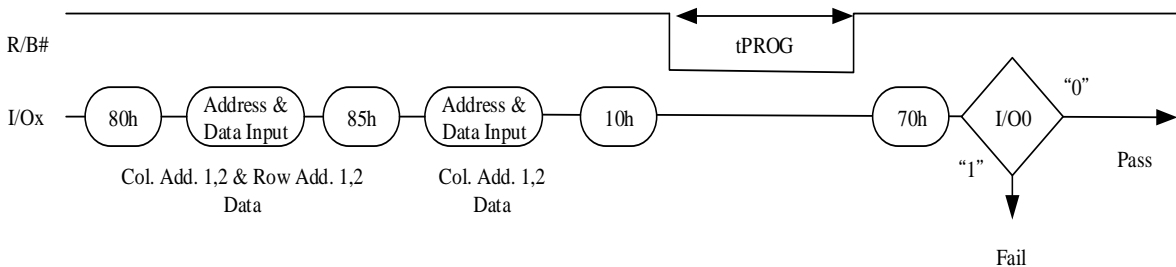 R/B#
tPROG
I/Ox
80h
Address &
Data Input
85h
Address &
Data Input
10h
70h
I/O0
“0”
“1”
Pass
Col. Add. 1,2 & Row Add. 1,2
Data
Col. Add. 1,2
Data
Fail